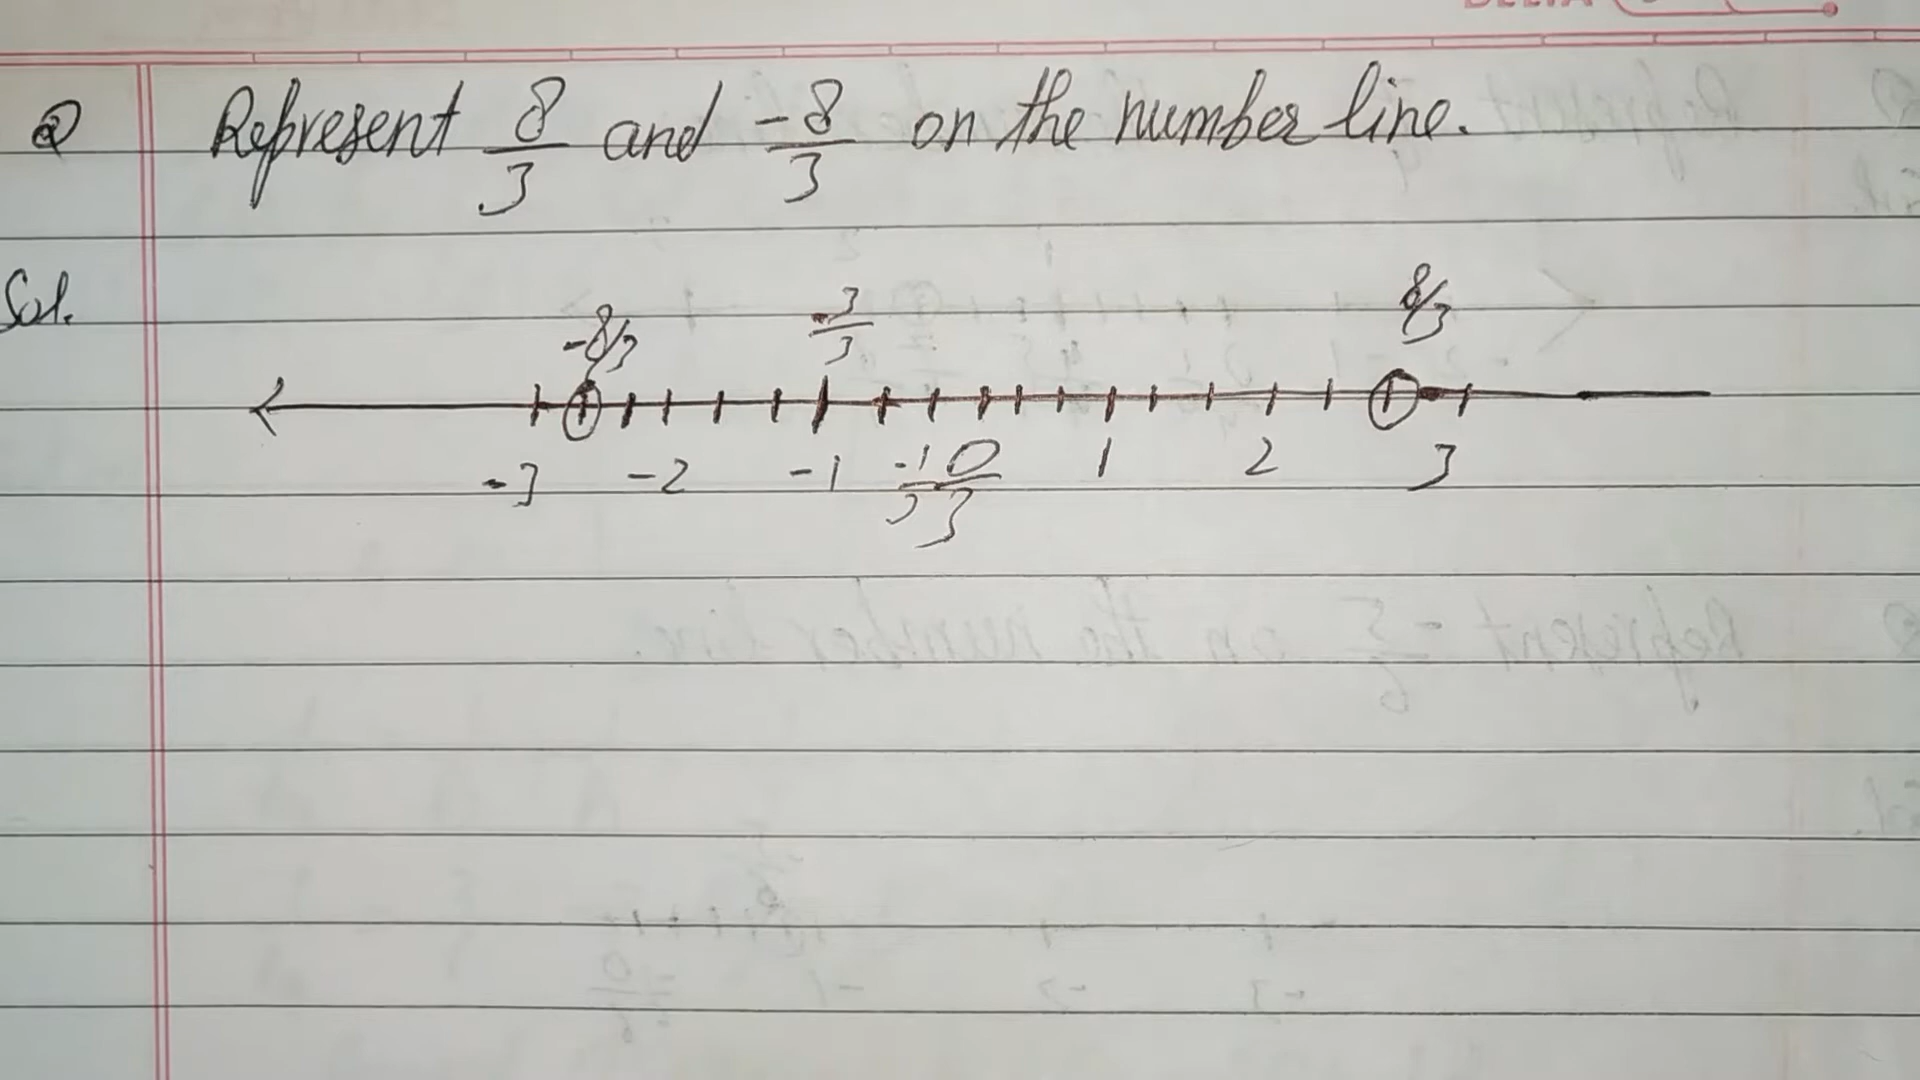 Q Represent 8/3 and -8/3 on the number line.
Sol.
-8/3 -3/3 8/3
-3 -2 -1 -1/3 0/3 1 2 3